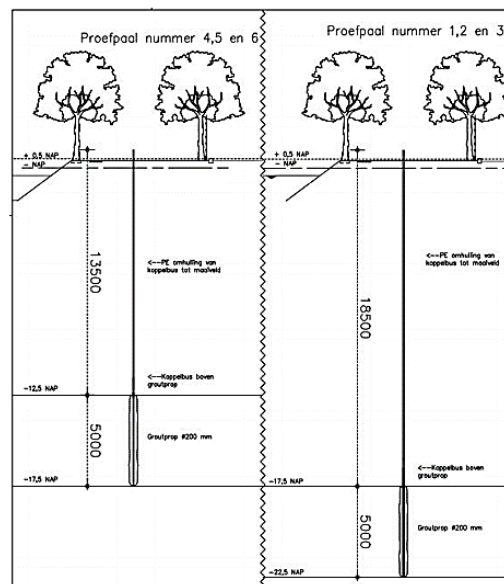 Proefpaal nummer 4,5 en 6
+ 0,5 NAP
- NAP
13500
<--PE omhulling van
koppelbus tot maaiveld
<--Koppelbus boven
groutprop
-12,5 NAP
5000
Groutprop ø200 mm
-17,5 NAP
Proefpaal nummer 1,2 en 3
+ 0,5 NAP
- NAP
<--PE omhulling van
koppelbus tot maaiveld
18500
<--Koppelbus boven
groutprop
-17,5 NAP
5000
Groutprop ø200 mm
-22,5 NAP